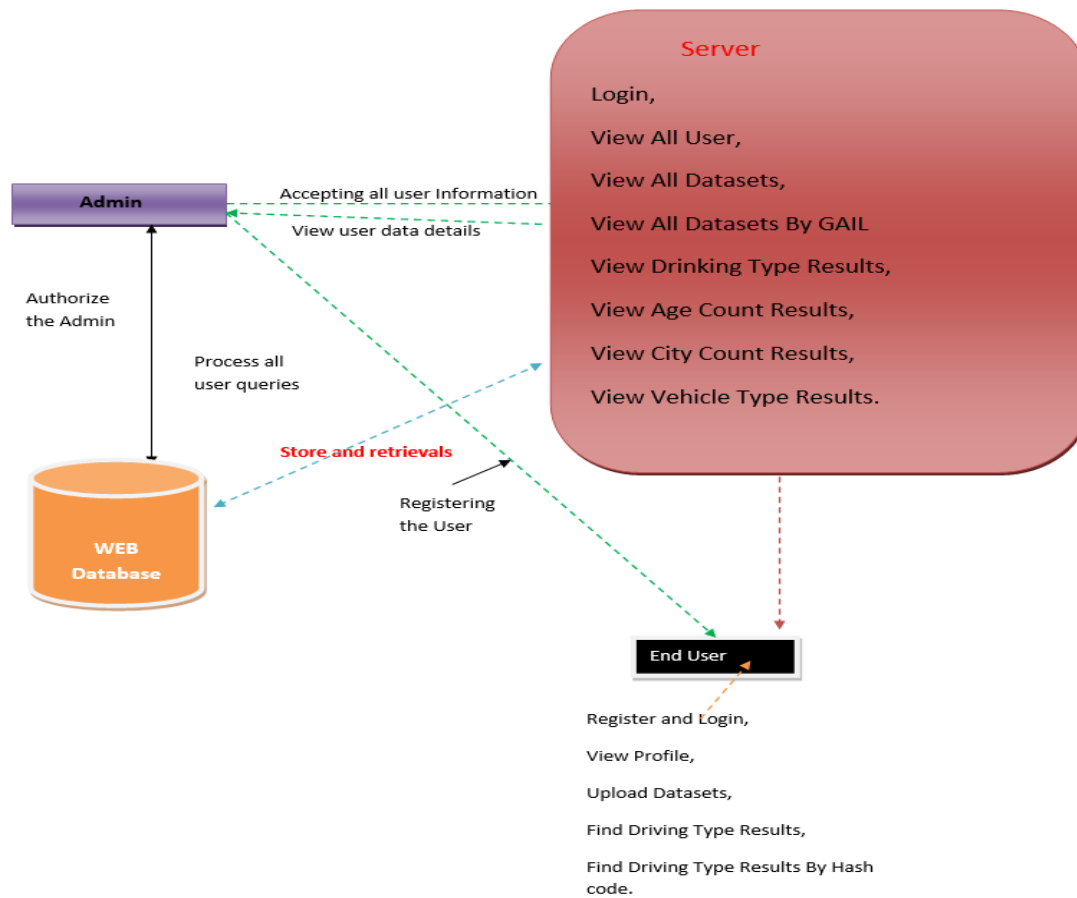 Server
Login,
View All User,
View All Datasets,
View All Datasets By GAIL
View Drinking Type Results,
View Age Count Results,
View City Count Results,
View Vehicle Type Results.
Admin
Accepting all user Information
View user data details
Authorize
the Admin
Process all
user queries
Store and retrievals
Registering
the User
WEB
Database
End User
Register and Login,
View Profile,
Upload Datasets,
Find Driving Type Results,
Find Driving Type Results By Hash
code.